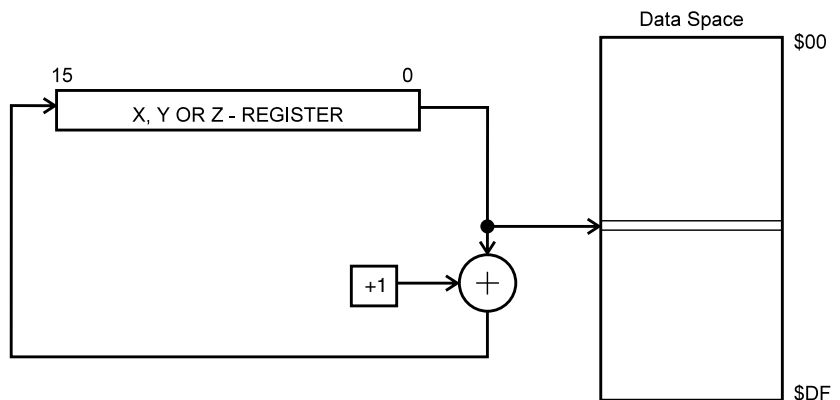 Data Space
$00
15
0
X, Y OR Z - REGISTER
+1
+
$DF